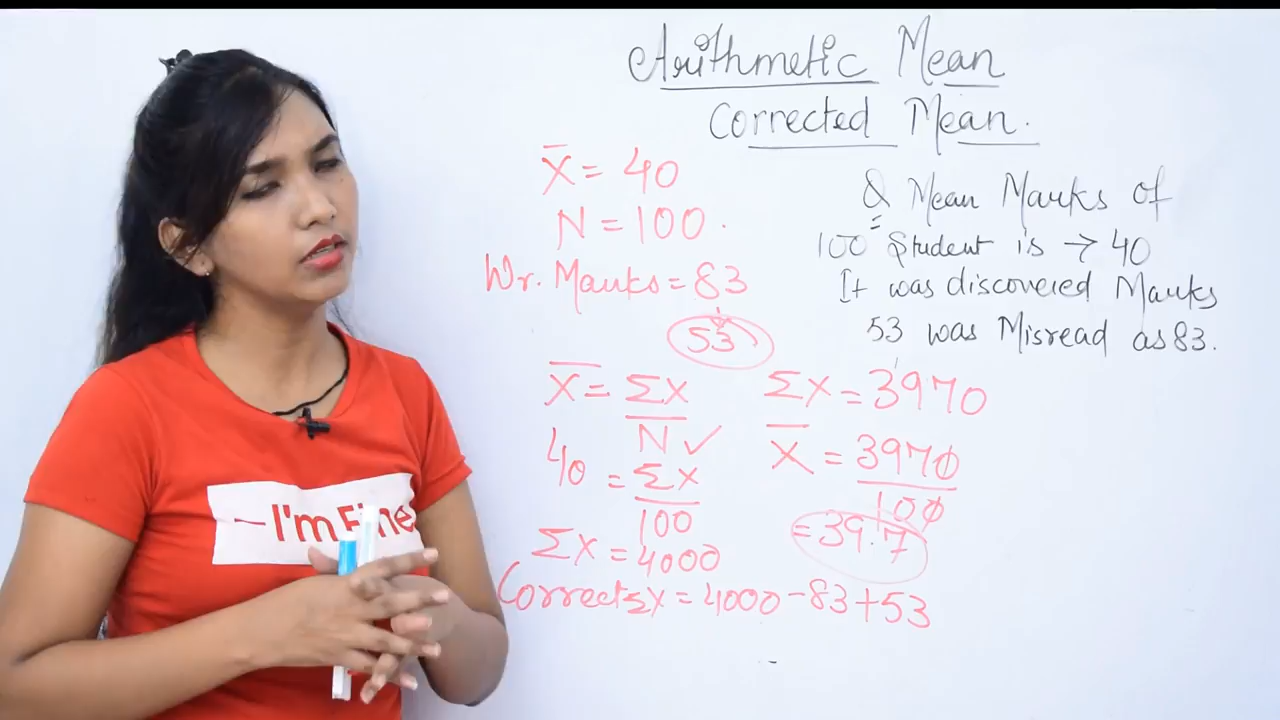 Arithmetic Mean
Corrected Mean.
Q Mean Marks of
100 Student is → 40
It was discovered Marks
53 was Misread as 83.
X̄ = 40
N = 100.
Wr. Marks = 83
53
X̄ = ΣX
N ✓
40 = ΣX
100
ΣX = 4000
Correct ΣX = 4000 - 83 + 53
ΣX = 3970
X̄ = 3970
100
= 39.7
I'm Fine